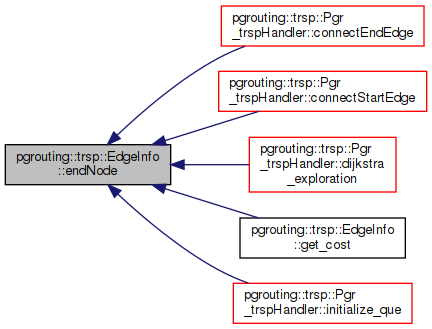 pgrouting::trsp::Pgr
_trspHandler::connectEndEdge
pgrouting::trsp::Pgr
_trspHandler::connectStartEdge
pgrouting::trsp::EdgeInfo
::endNode
pgrouting::trsp::Pgr
_trspHandler::dijkstra
_exploration
pgrouting::trsp::EdgeInfo
::get_cost
pgrouting::trsp::Pgr
_trspHandler::initialize_que